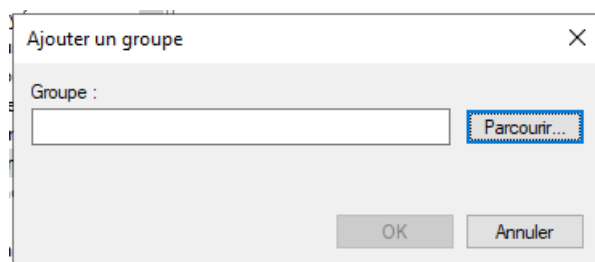 Ajouter un groupe
Groupe :
Parcourir...
OK
Annuler